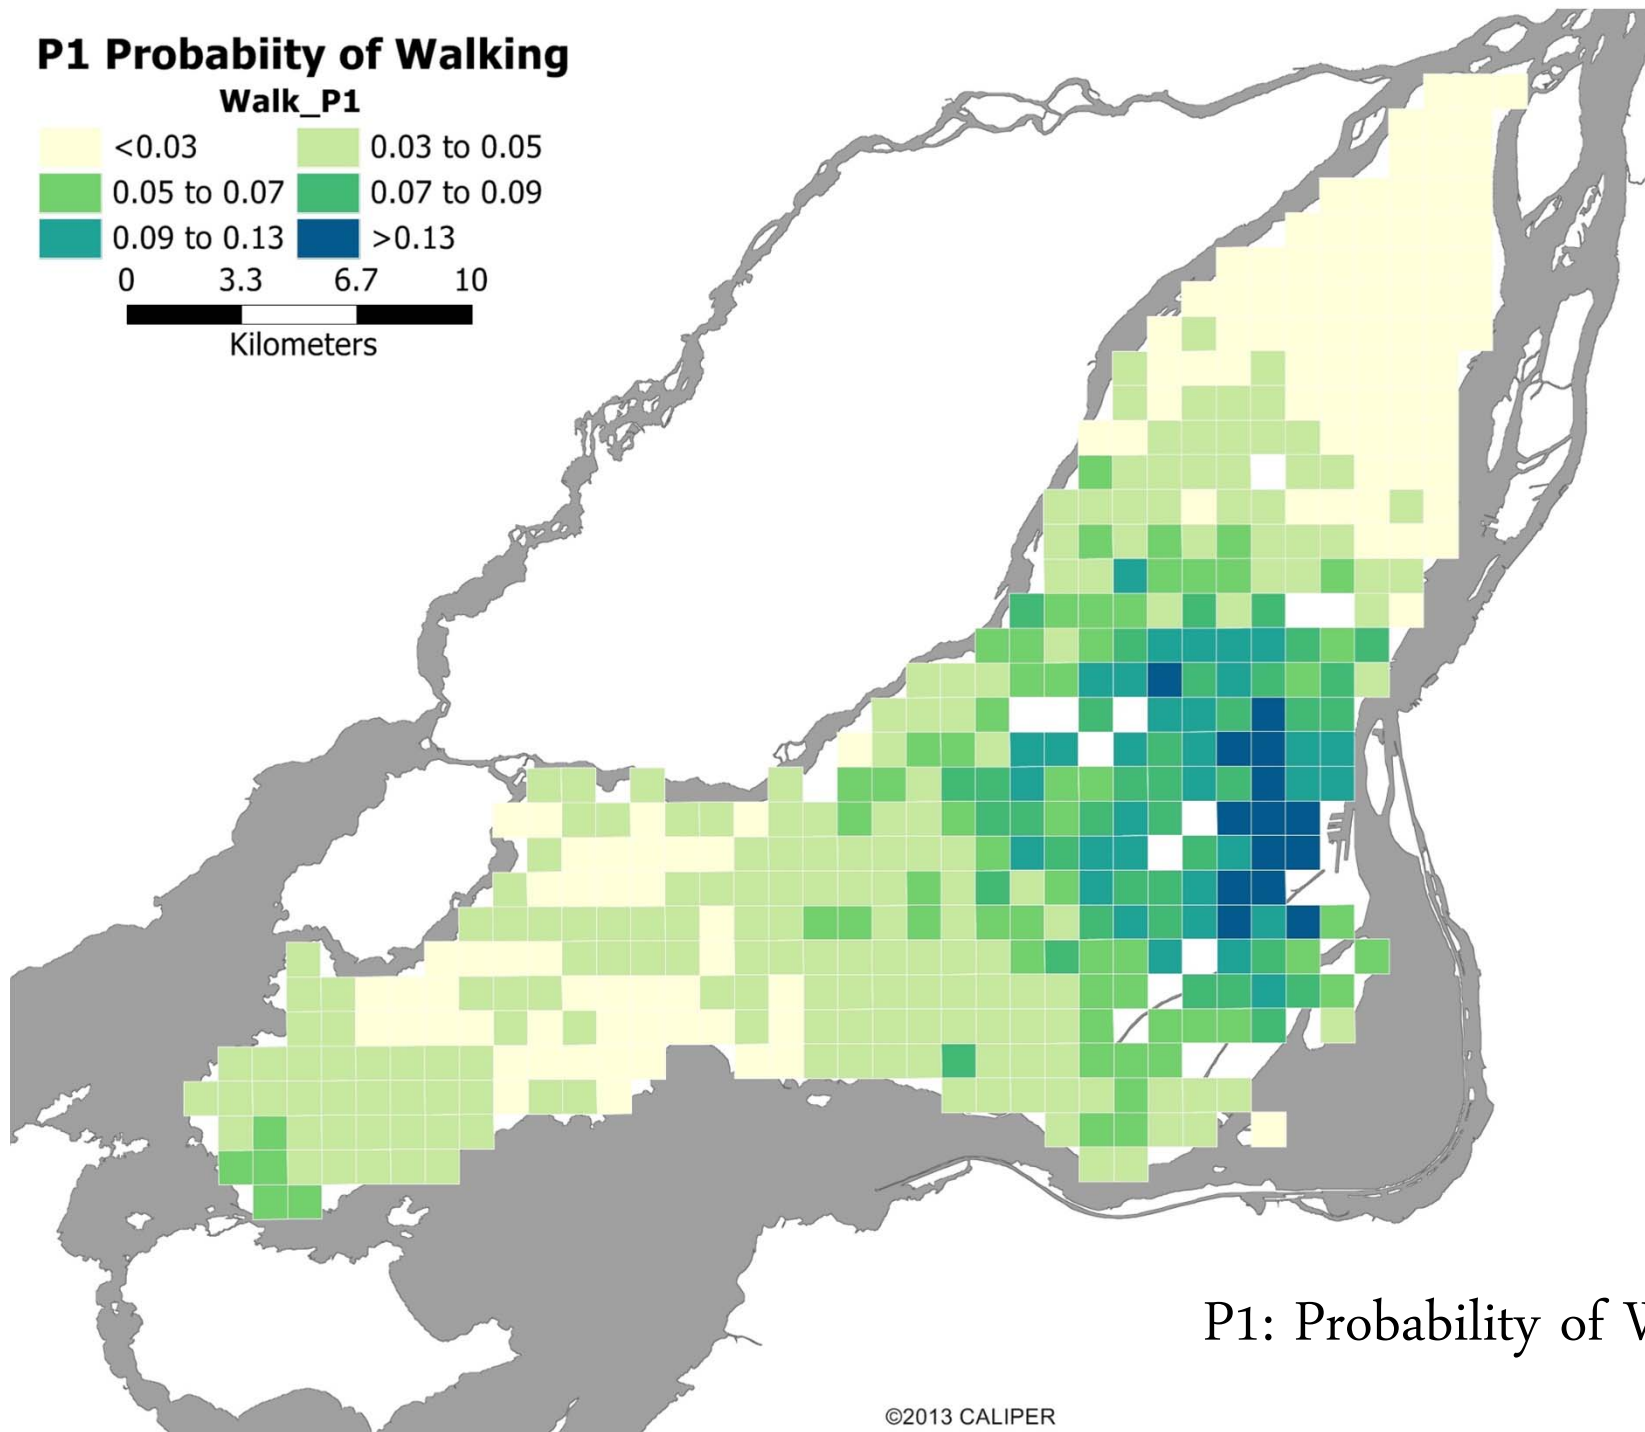 P1 Probabiity of Walking
Walk_P1
<0.03 0.03 to 0.05
0.05 to 0.07 0.07 to 0.09
0.09 to 0.13 >0.13
0 3.3 6.7 10
Kilometers
P1: Probability of
©2013 CALIPER